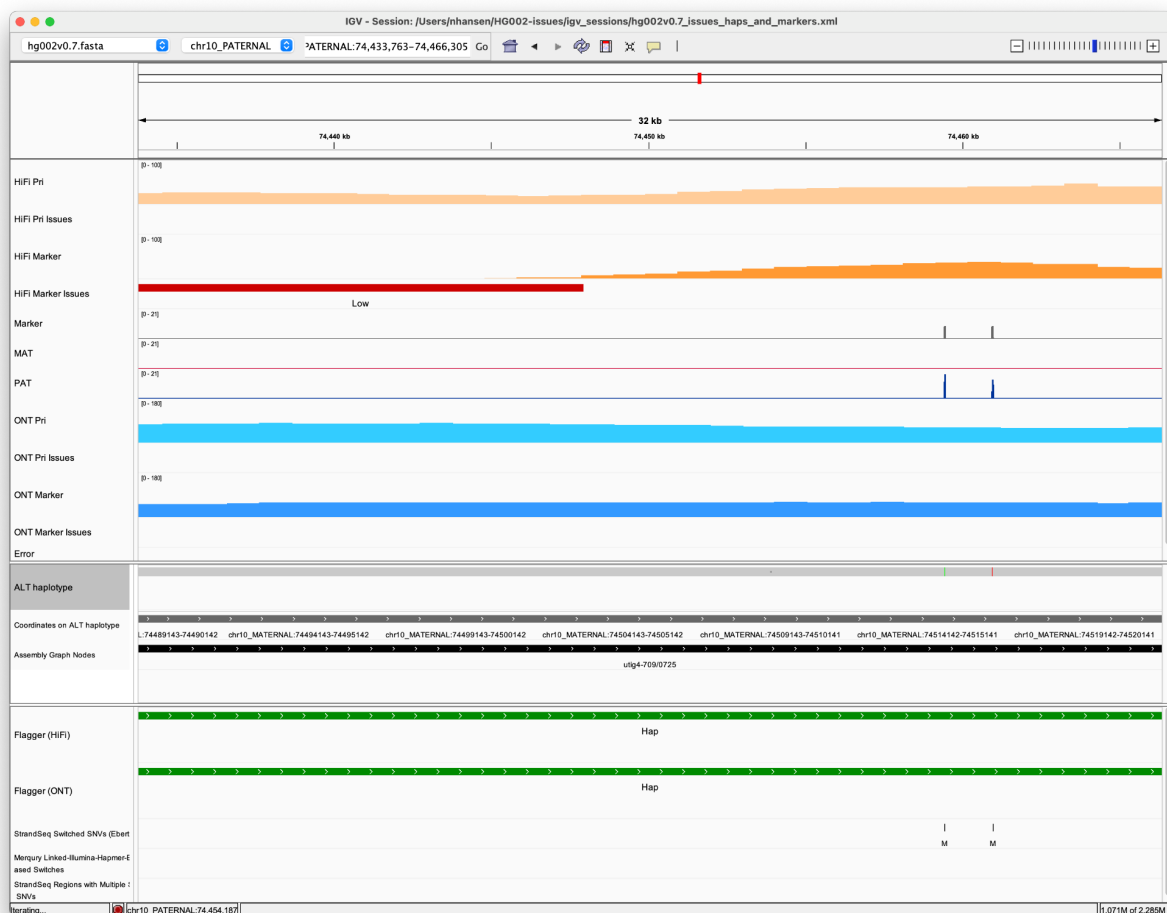 IGV - Session: /Users/nhansen/HG002-issues/igv_sessions/hg002v0.7_issues_haps_and_markers.xml
hg002v0.7.fasta chr10_PATERNAL PATERNAL:74,433,763-74,466,305 Go
32 kb
74,440 kb 74,450 kb 74,460 kb
[0 - 100]
HiFi Pri
HiFi Pri Issues
[0 - 100]
HiFi Marker
HiFi Marker Issues
Low
[0 - 21]
Marker
[0 - 21]
MAT
[0 - 21]
PAT
[0 - 180]
ONT Pri
ONT Pri Issues
[0 - 180]
ONT Marker
ONT Marker Issues
Error
ALT haplotype
Coordinates on ALT haplotype
L:74489143-74490142 chr10_MATERNAL:74494143-74495142 chr10_MATERNAL:74499143-74500142 chr10_MATERNAL:74504143-74505142 chr10_MATERNAL:74509143-74510141 chr10_MATERNAL:74514142-74515141 chr10_MATERNAL:74519142-74520141
Assembly Graph Nodes
utig4-709/0725
Flagger (HiFi)
Hap
Flagger (ONT)
Hap
StrandSeq Switched SNVs (Ebert
M M
Merqury Linked-Illumina-Hapmer-B
ased Switches
StrandSeq Regions with Multiple S
SNVs
Iterating... chr10_PATERNAL:74,454,187 1,071M of 2,285M